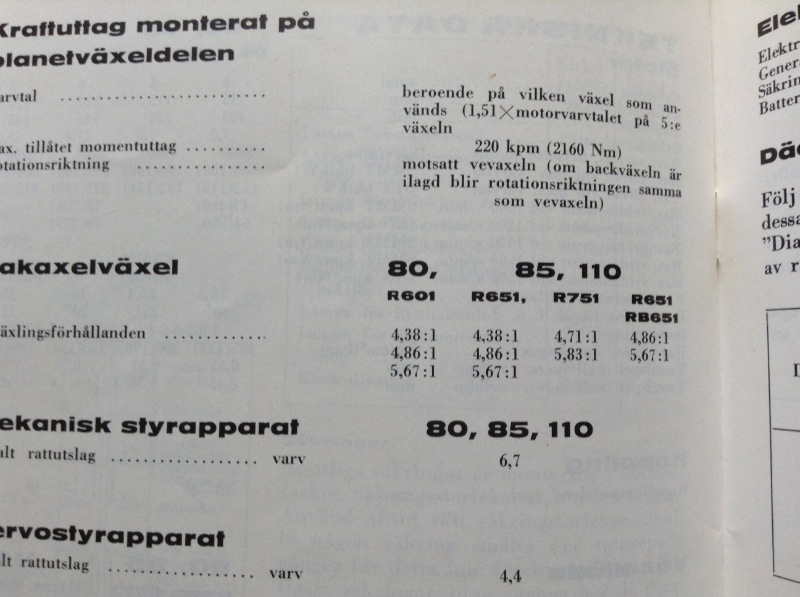 Kraftuttag monterat på
planetväxeldelen
varvtal .......................... beroende på vilken växel som an-
vänds (1,51×motorvarvtalet på 5:e
växeln
ax. tillåtet momentuttag .......... 220 kpm (2160 Nm)
otationsriktning ................ motsatt vevaxeln (om backväxeln är
ilagd blir rotationsriktningen samma
som vevaxeln)
akaxelväxel 80, 85, 110
R601 R651, R751 R651
RB651
äxlingsförhållanden ............. 4,38:1 4,38:1 4,71:1 4,86:1
4,86:1 4,86:1 5,83:1 5,67:1
5,67:1 5,67:1
ekanisk styrapparat 80, 85, 110
alt rattutslag .................. varv 6,7
ervostyrapparat
alt rattutslag .................. varv 4,4
Ele
Elektr
Genera
Säkrin
Batter
Däc
Följ
dessa
"Dia
av r
D